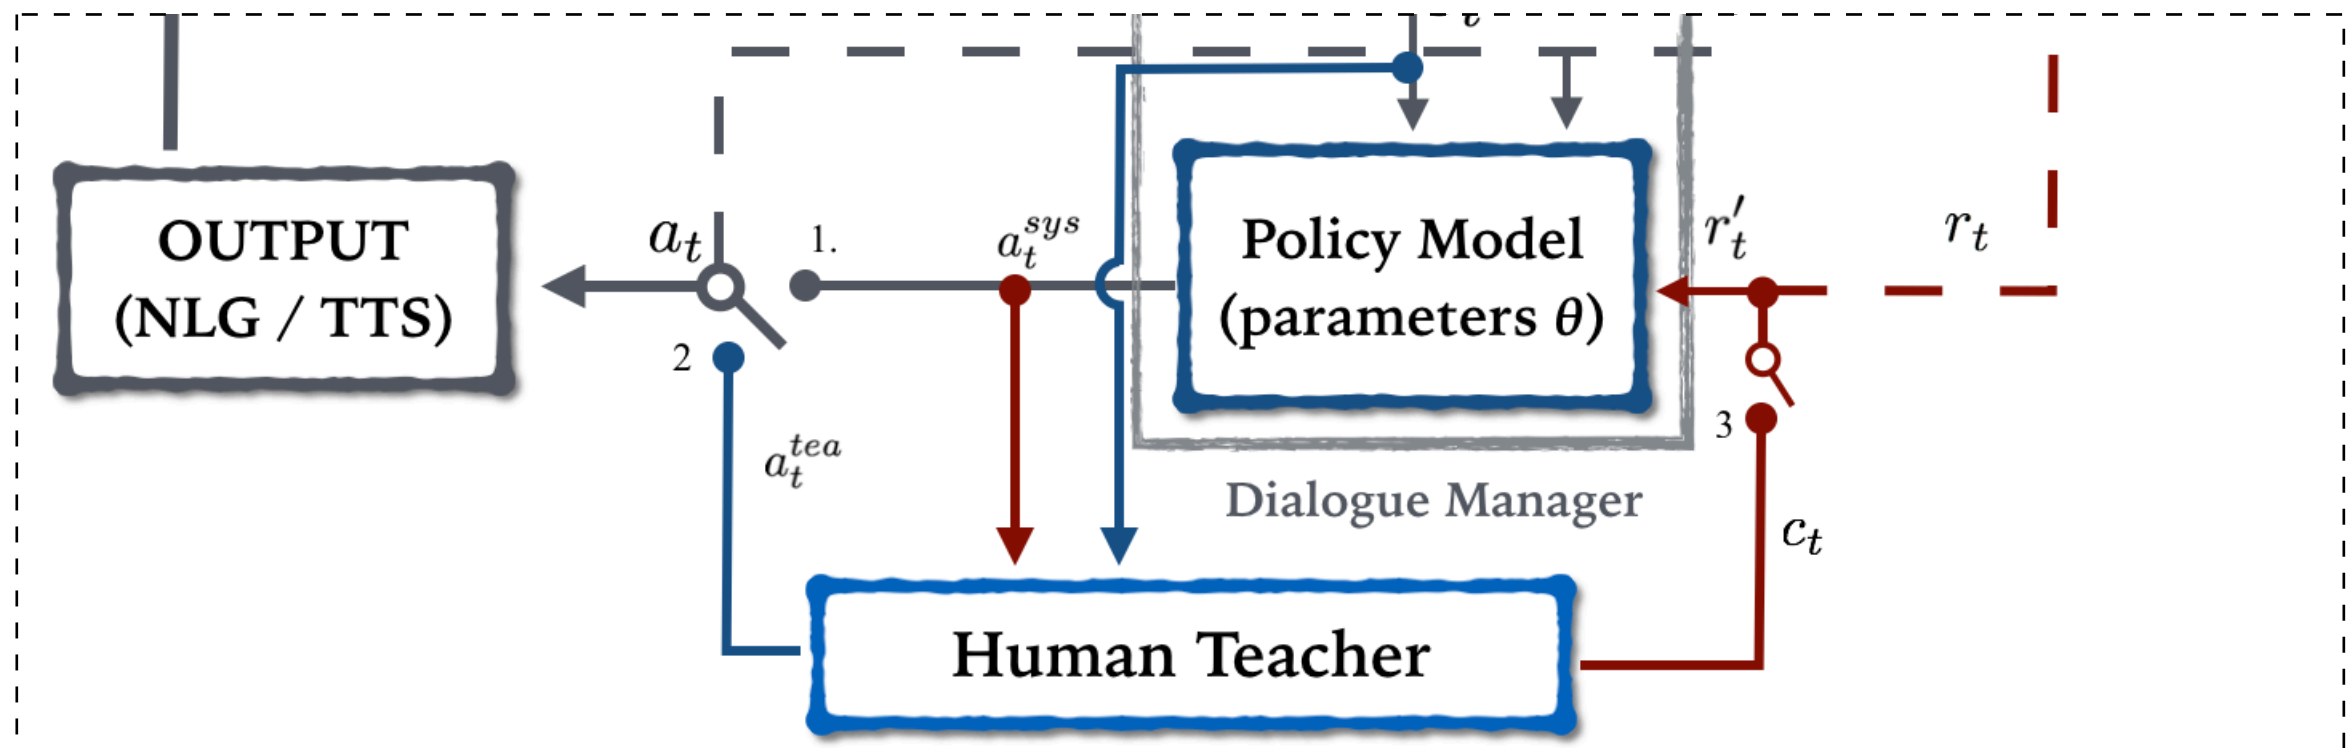 t
OUTPUT
(NLG / TTS)
a_t
1.
a_t^{sys}
Policy Model
(parameters θ)
r'_t
r_t
2
3
a_t^{tea}
Dialogue Manager
c_t
Human Teacher